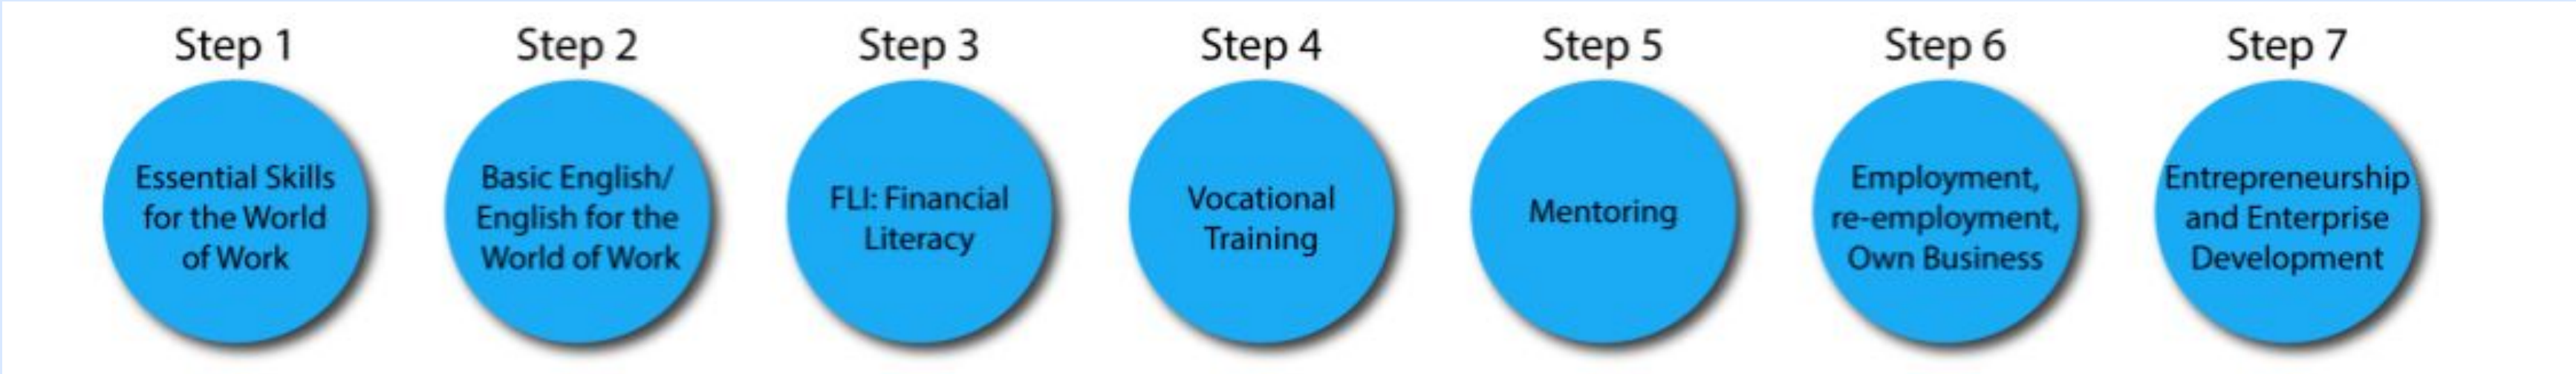 Step 1
Essential Skills
for the World
of Work
Step 2
Basic English/
English for the
World of Work
Step 3
FLI: Financial
Literacy
Step 4
Vocational
Training
Step 5
Mentoring
Step 6
Employment,
re-employment,
Own Business
Step 7
Entrepreneurship
and Enterprise
Development